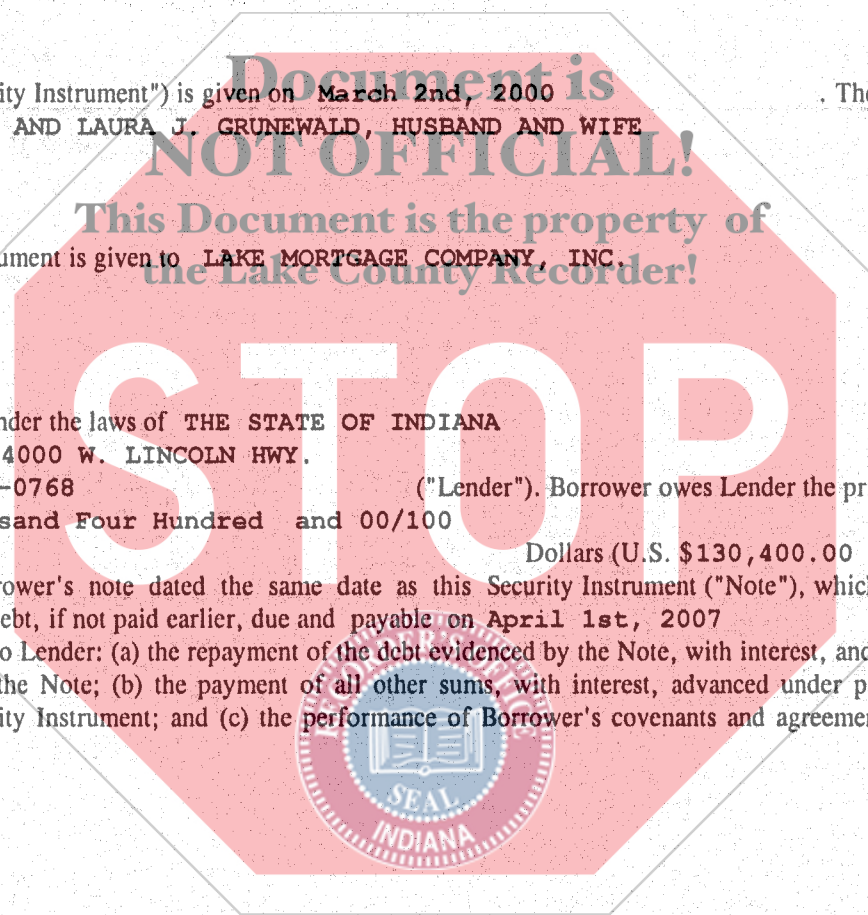 Document is
ity Instrument") is given on March 2nd, 2000 . The
AND LAURA J. GRUNEWALD, HUSBAND AND WIFE
NOT OFFICIAL!
This Document is the property of
ument is given to LAKE MORTGAGE COMPANY, INC.
the Lake County Recorder!
STOP
nder the laws of THE STATE OF INDIANA
4000 W. LINCOLN HWY.
-0768 ("Lender"). Borrower owes Lender the pr
sand Four Hundred and 00/100
Dollars (U.S. $130,400.00
rower's note dated the same date as this Security Instrument ("Note"), which
ebt, if not paid earlier, due and payable on April 1st, 2007
o Lender: (a) the repayment of the debt evidenced by the Note, with interest, and
the Note; (b) the payment of all other sums, with interest, advanced under p
ity Instrument; and (c) the performance of Borrower's covenants and agreemen
RECORDER'S OFFICE
SEAL
INDIANA